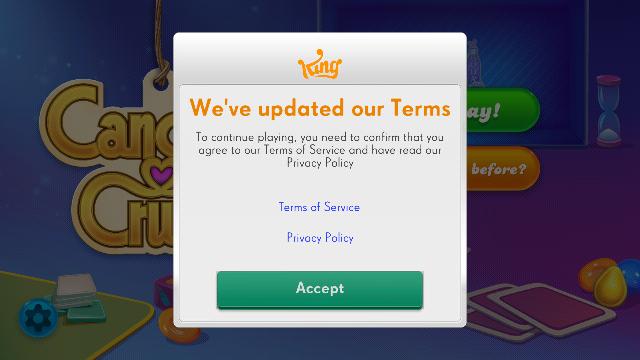 King
We've updated our Terms
To continue playing, you need to confirm that you
agree to our Terms of Service and have read our
Privacy Policy
Terms of Service
Privacy Policy
Accept
before?